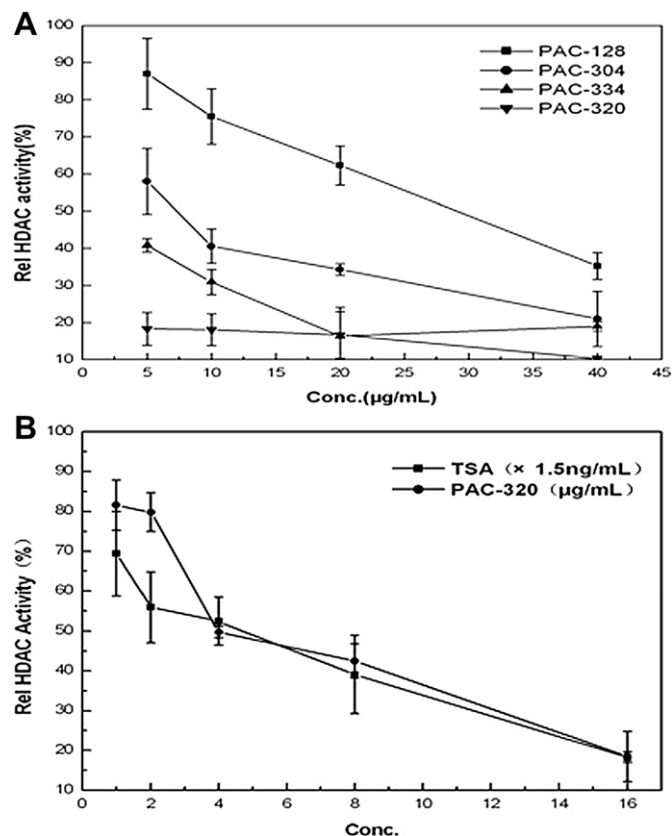 A
100
90
80
70
60
50
40
30
20
10
Rel HDAC activity(%)
PAC-128
PAC-304
PAC-334
PAC-320
0 5 10 15 20 25 30 35 40 45
Conc.(µg/mL)
B
100
90
80
70
60
50
40
30
20
10
Rel HDAC Activity (%)
TSA (× 1.5ng/mL)
PAC-320 (µg/mL)
0 2 4 6 8 10 12 14 16
Conc.